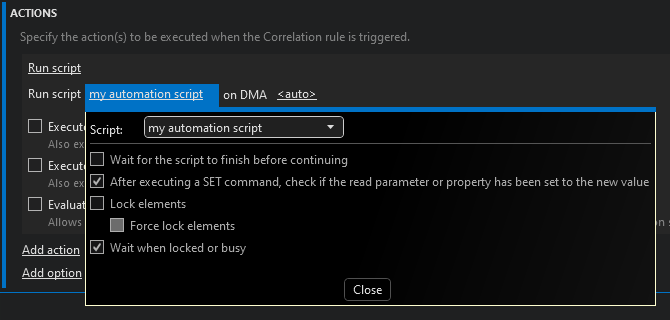 ACTIONS
Specify the action(s) to be executed when the Correlation rule is triggered.
Run script
Run script my automation script on DMA <auto>
Script: my automation script
Wait for the script to finish before continuing
After executing a SET command, check if the read parameter or property has been set to the new value
Lock elements
Force lock elements
Wait when locked or busy
Close
Execute
Also ex
Execute
Also ex
Evaluat
Allows
Add action
Add option